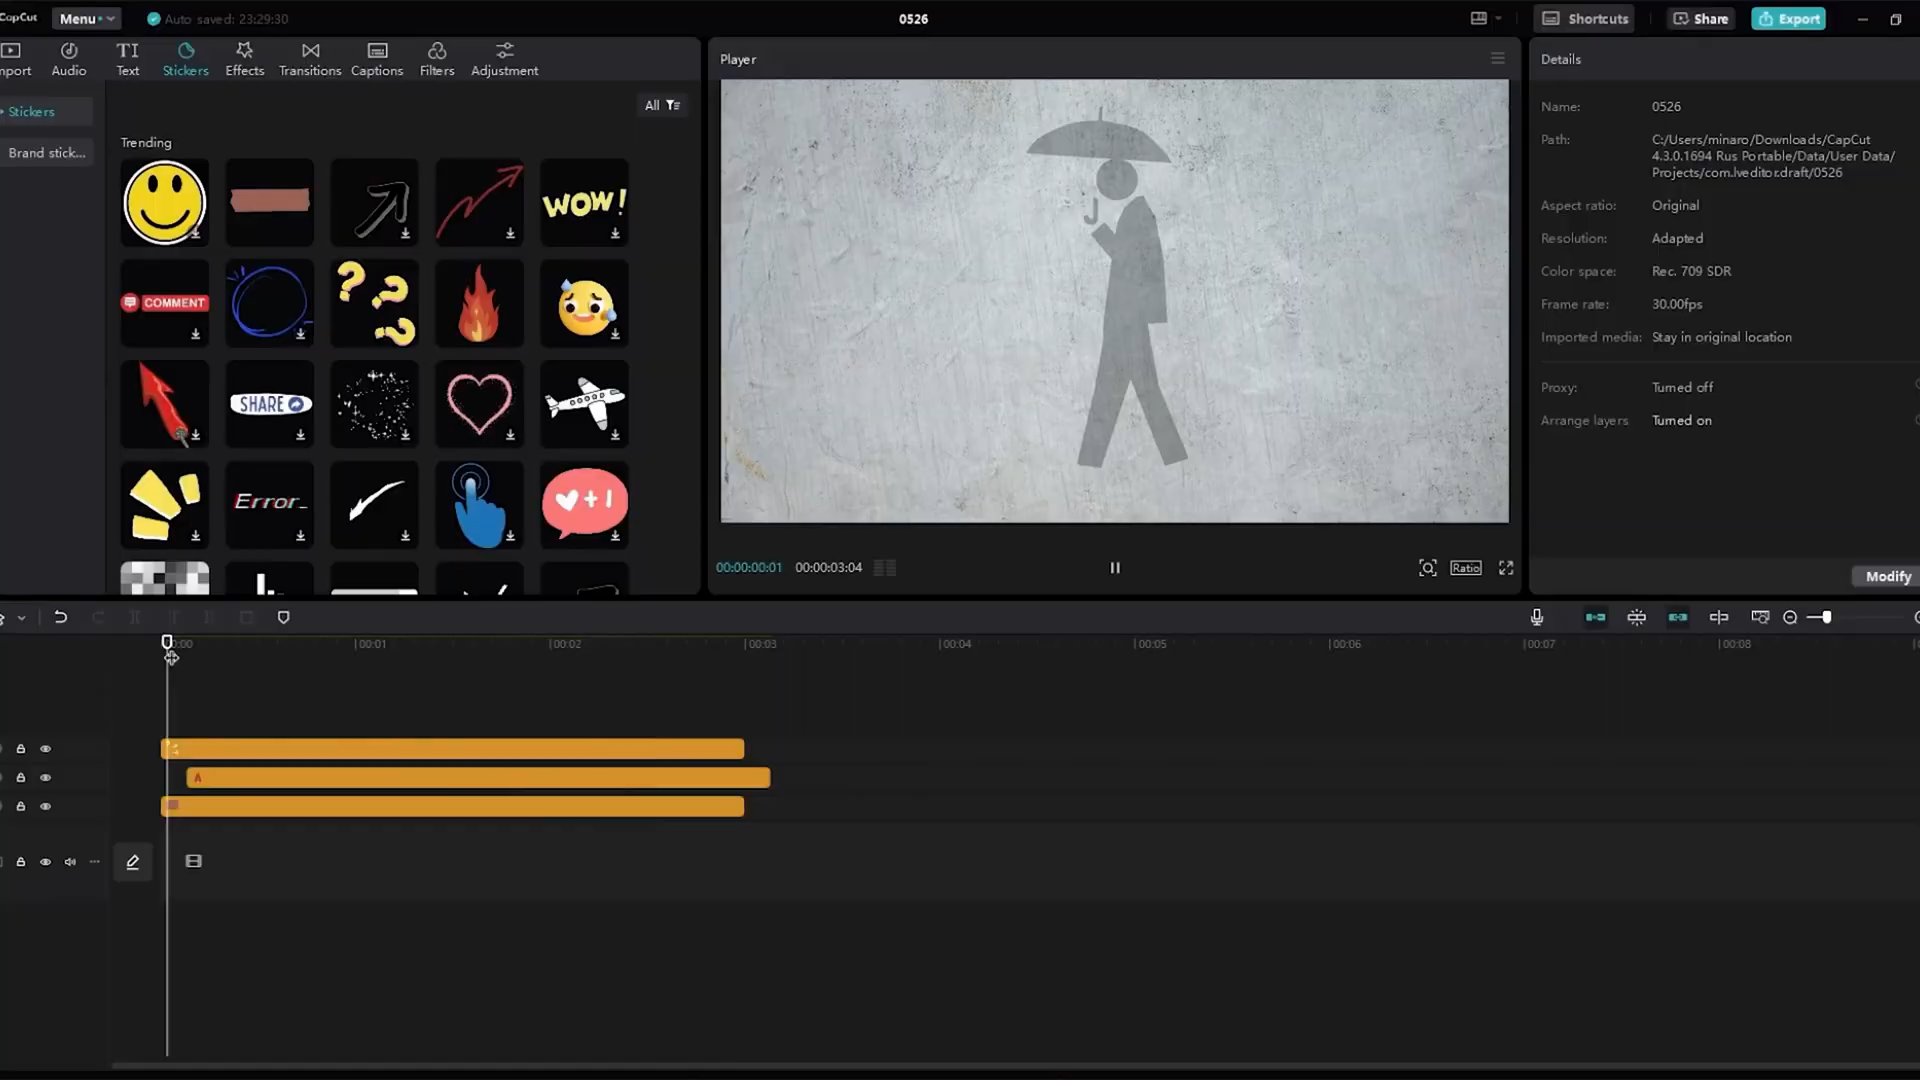 CapCut
Menu
Auto saved: 23:29:30
0526
Shortcuts
Share
Export
mport
Audio
TI
Text
Stickers
Effects
Transitions
Captions
Filters
Adjustment
Stickers
Brand stick...
All
Trending
WOW!
COMMENT
? ? ?
SHARE
Error_
+1
Player
00:00:00:01
00:00:03:04
Ratio
Details
Name: 0526
Path: C:/Users/minaro/Downloads/CapCut
4.3.0.1694 Rus Portable/Data/User Data/
Projects/com.lveditor.draft/0526
Aspect ratio: Original
Resolution: Adapted
Color space: Rec. 709 SDR
Frame rate: 30.00fps
Imported media: Stay in original location
Proxy: Turned off
Arrange layers Turned on
Modify
0:00
00:01
00:02
00:03
00:04
00:05
00:06
00:07
00:08
A